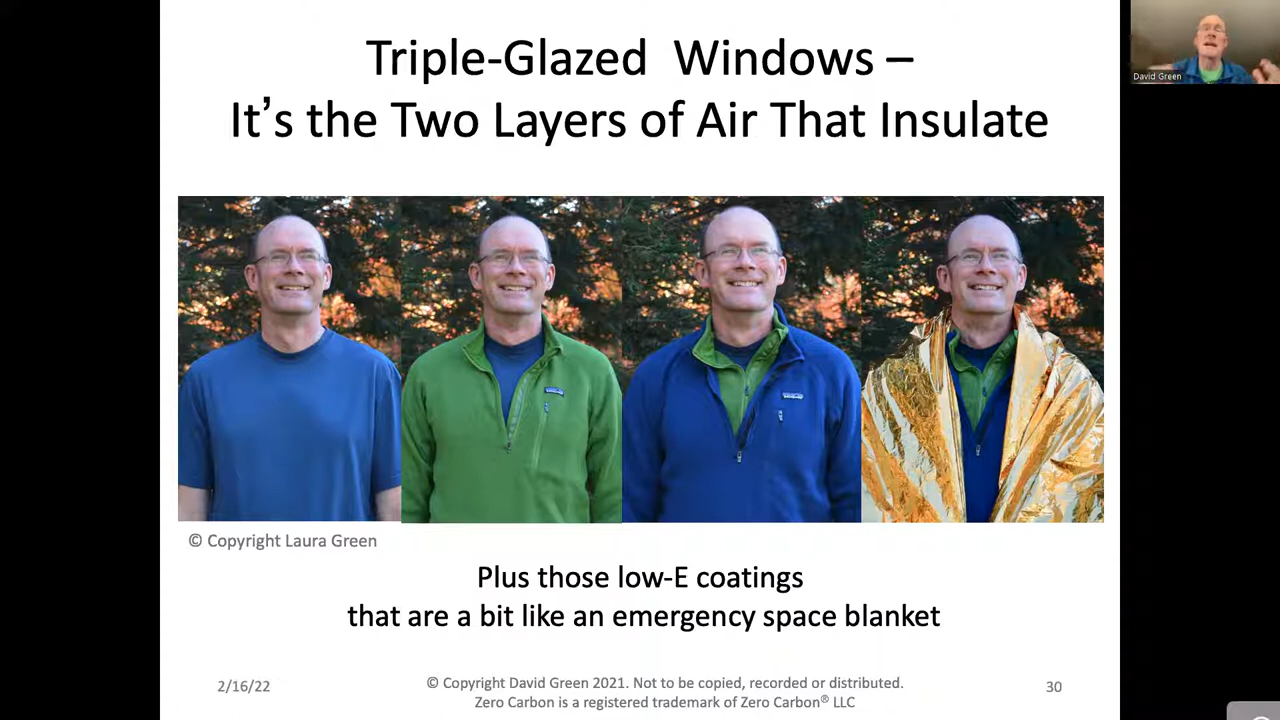 Triple-Glazed Windows –
It’s the Two Layers of Air That Insulate
David Green
© Copyright Laura Green
Plus those low-E coatings
that are a bit like an emergency space blanket
2/16/22
© Copyright David Green 2021. Not to be copied, recorded or distributed.
Zero Carbon is a registered trademark of Zero Carbon® LLC
30